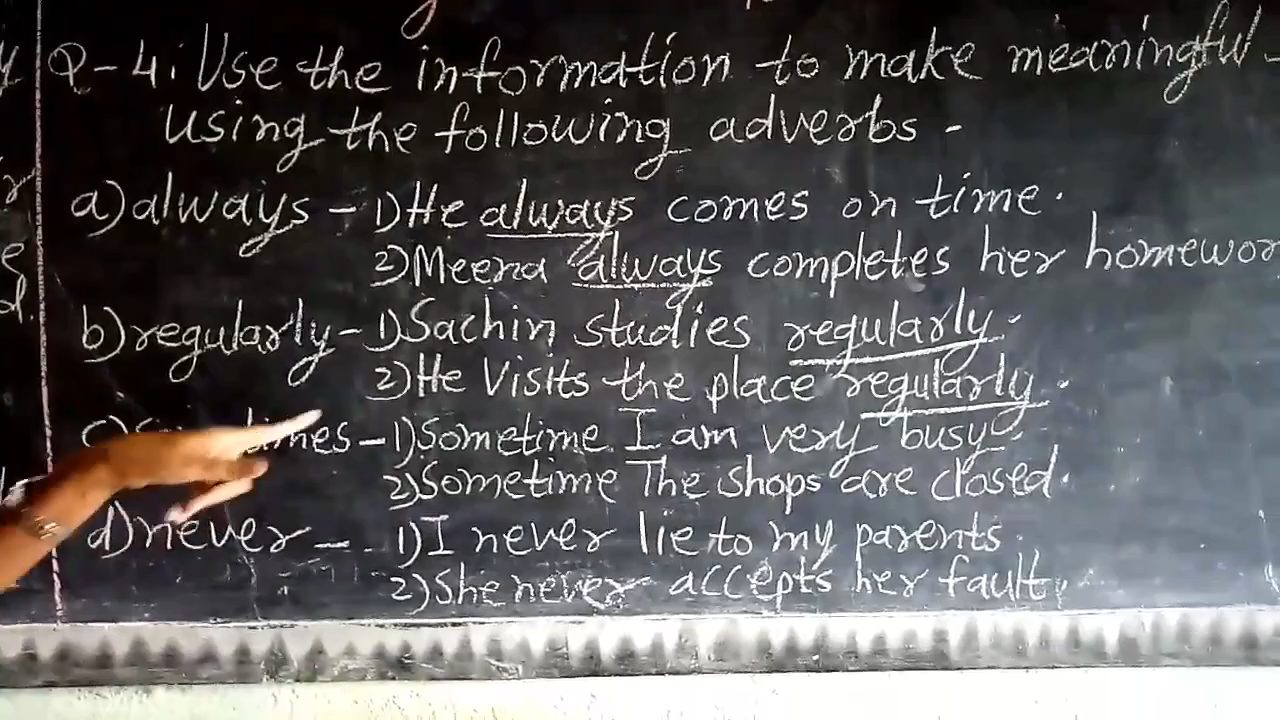 Q-4. Use the information to make meaningful
using the following adverbs -
a) always - 1) He always comes on time.
2) Meena always completes her homewor
b) regularly - 1) Sachin studies regularly.
2) He Visits the place regularly.
c) times - 1) Sometime I am very busy.
2) Sometime The shops are closed.
d) never - 1) I never lie to my parents.
2) She never accepts her fault.